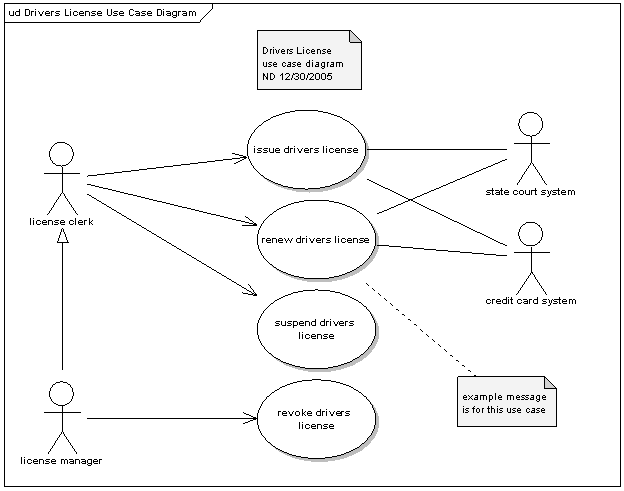 ud Drivers License Use Case Diagram
Drivers License
use case diagram
ND 12/30/2005
issue drivers license
state court system
license clerk
renew drivers license
credit card system
suspend drivers
license
example message
is for this use case
revoke drivers
license
license manager